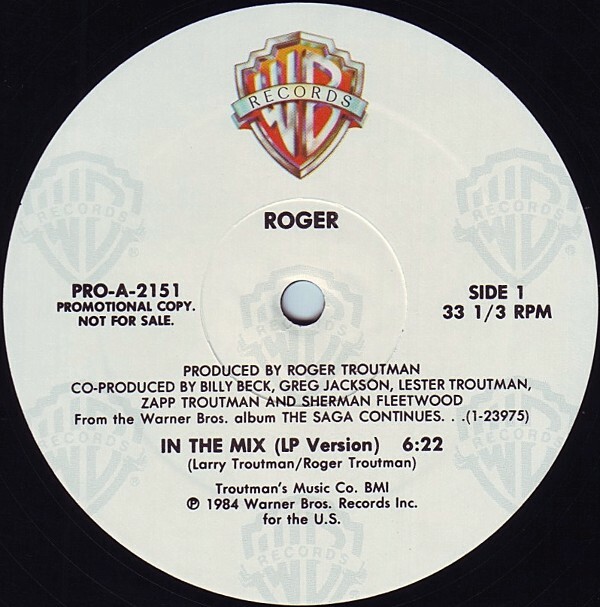 WB
RECORDS
ROGER
PRO-A-2151
PROMOTIONAL COPY.
NOT FOR SALE.
SIDE 1
33 1/3 RPM
PRODUCED BY ROGER TROUTMAN
CO-PRODUCED BY BILLY BECK, GREG JACKSON, LESTER TROUTMAN,
ZAPP TROUTMAN AND SHERMAN FLEETWOOD
From the Warner Bros. album THE SAGA CONTINUES. . .(1-23975)
IN THE MIX (LP Version) 6:22
(Larry Troutman/Roger Troutman)
Troutman's Music Co. BMI
℗ 1984 Warner Bros. Records Inc.
for the U.S.